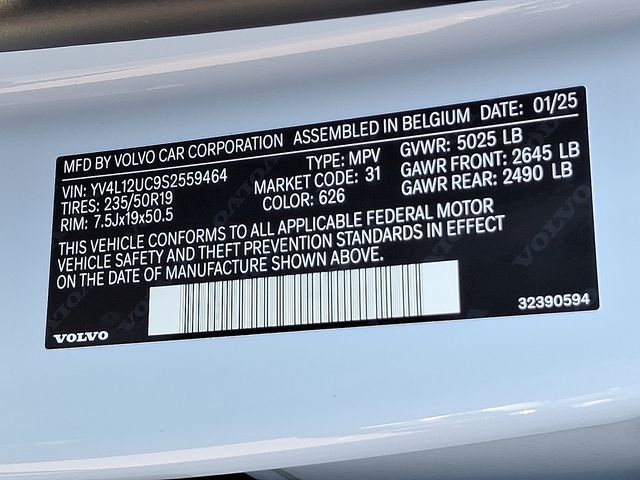 MFD BY VOLVO CAR CORPORATION ASSEMBLED IN BELGIUM DATE: 01/25
VIN: YV4L12UC9S2559464 TYPE: MPV GVWR: 5025 LB
TIRES: 235/50R19 MARKET CODE: 31 GAWR FRONT: 2645 LB
RIM: 7.5Jx19x50.5 COLOR: 626 GAWR REAR: 2490 LB
THIS VEHICLE CONFORMS TO ALL APPLICABLE FEDERAL MOTOR
VEHICLE SAFETY AND THEFT PREVENTION STANDARDS IN EFFECT
ON THE DATE OF MANUFACTURE SHOWN ABOVE.
VOLVO 32390594